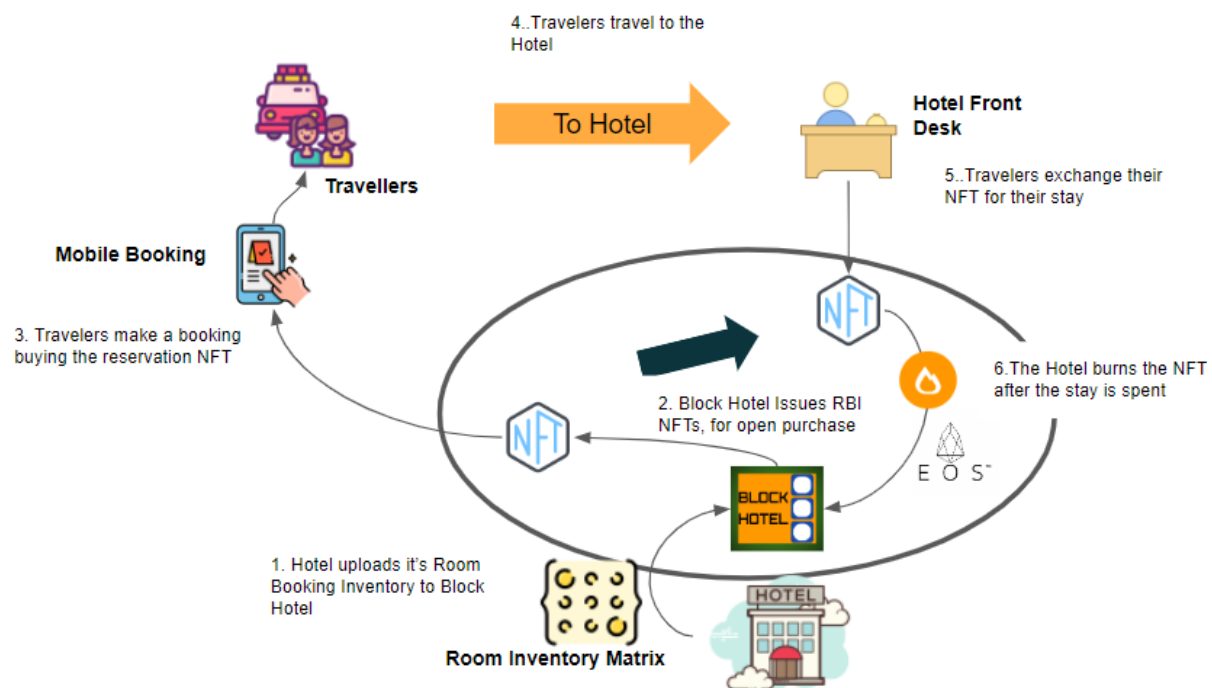 4..Travelers travel to the
Hotel
To Hotel
Hotel Front
Desk
Travellers
5..Travelers exchange their
NFT for their stay
Mobile Booking
NFT
3. Travelers make a booking
buying the reservation NFT
6.The Hotel burns the NFT
after the stay is spent
2. Block Hotel Issues RBI
NFTs, for open purchase
NFT
EOS
BLOCK
HOTEL
1. Hotel uploads it's Room
Booking Inventory to Block
Hotel
HOTEL
Room Inventory Matrix